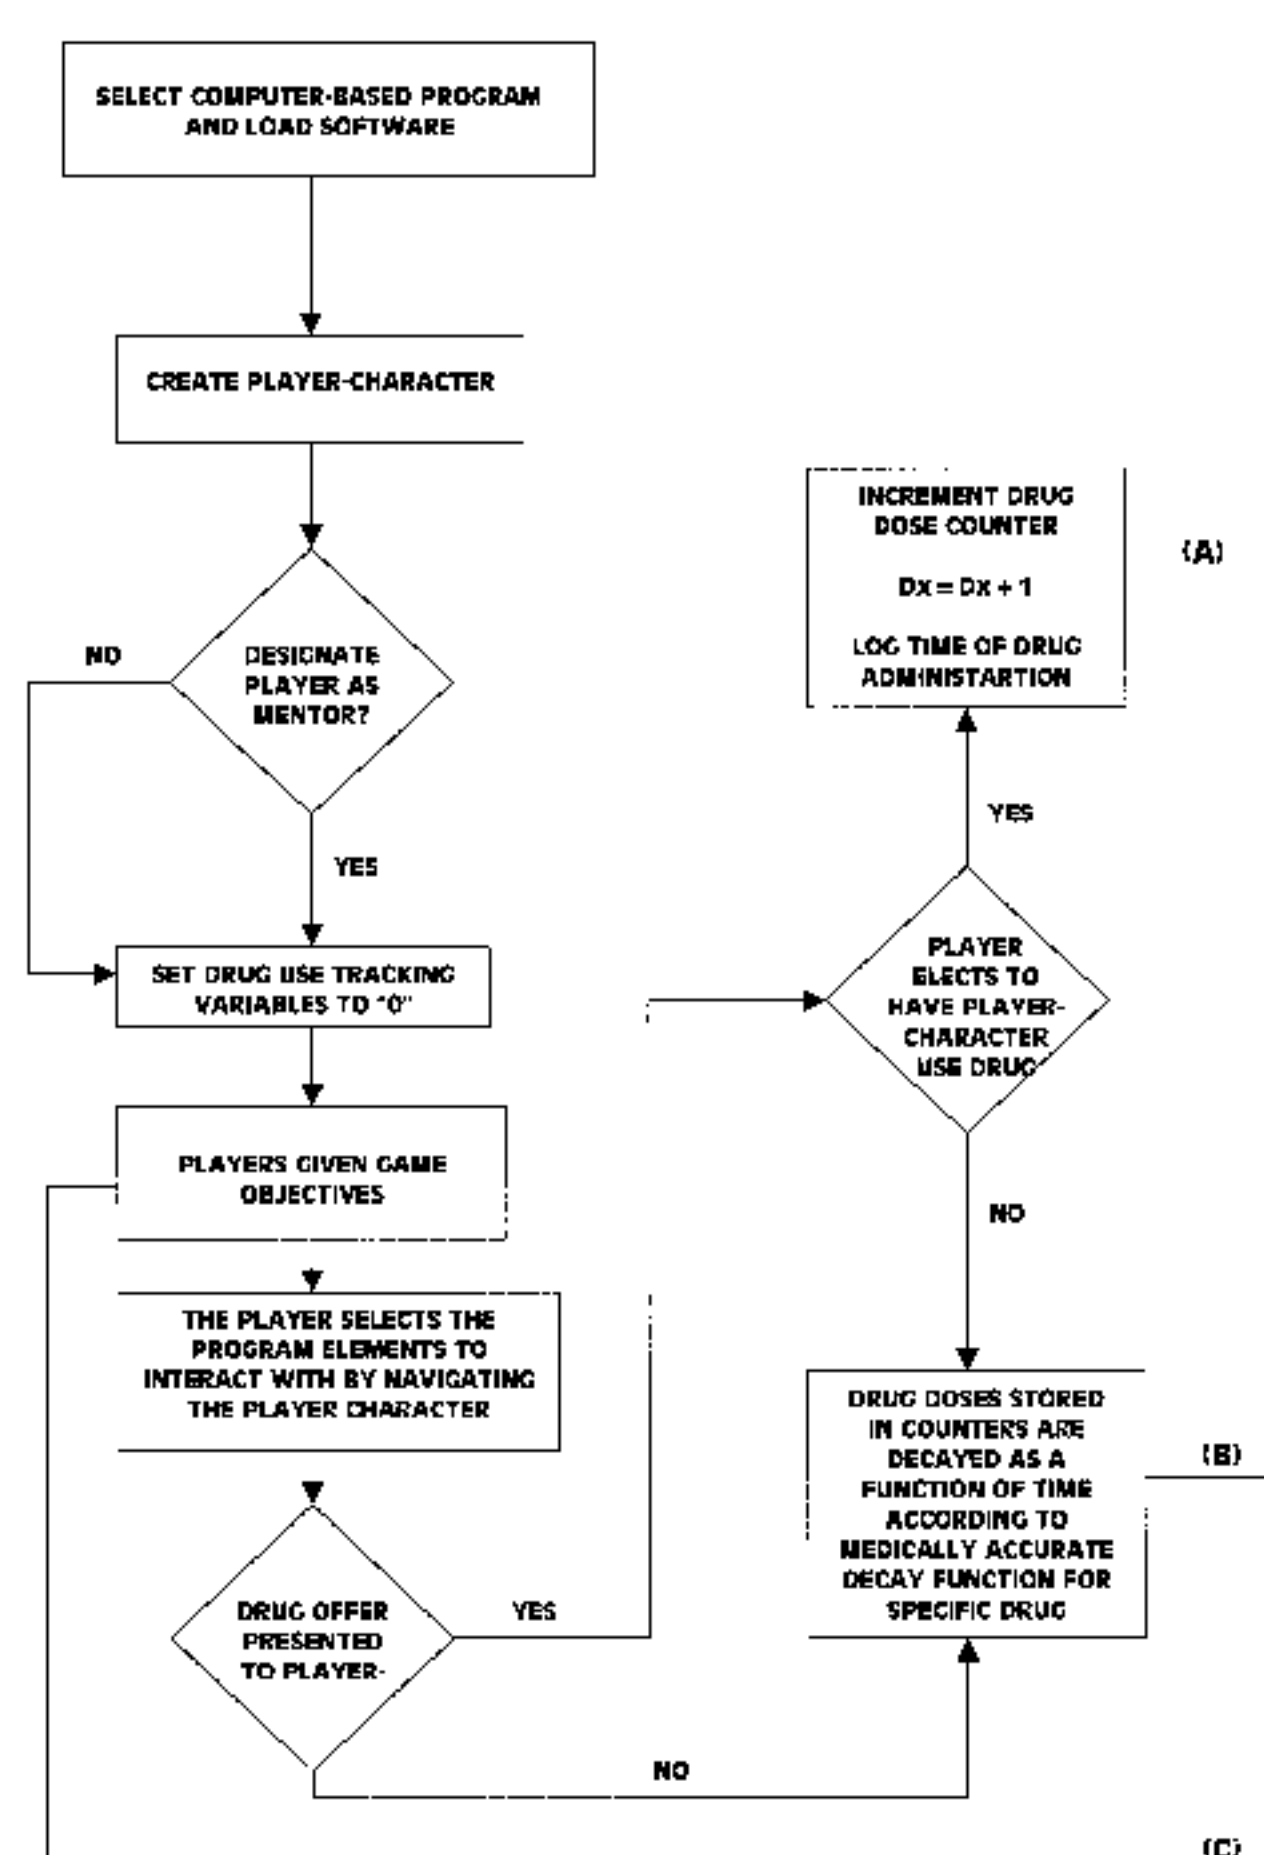 SELECT COMPUTER-BASED PROGRAM
AND LOAD SOFTWARE
CREATE PLAYER-CHARACTER
DESIGNATE
PLAYER AS
MENTOR?
NO
YES
SET DRUG USE TRACKING
VARIABLES TO "0"
PLAYERS GIVEN GAME
OBJECTIVES
THE PLAYER SELECTS THE
PROGRAM ELEMENTS TO
INTERACT WITH BY NAVIGATING
THE PLAYER CHARACTER
DRUG OFFER
PRESENTED
TO PLAYER-
YES
NO
INCREMENT DRUG
DOSE COUNTER
DX = DX + 1
LOG TIME OF DRUG
ADMINISTARTION
(A)
YES
PLAYER
ELECTS TO
HAVE PLAYER-
CHARACTER
USE DRUG
NO
DRUG DOSES STORED
IN COUNTERS ARE
DECAYED AS A
FUNCTION OF TIME
ACCORDING TO
MEDICALLY ACCURATE
DECAY FUNCTION FOR
SPECIFIC DRUG
(B)
(C)